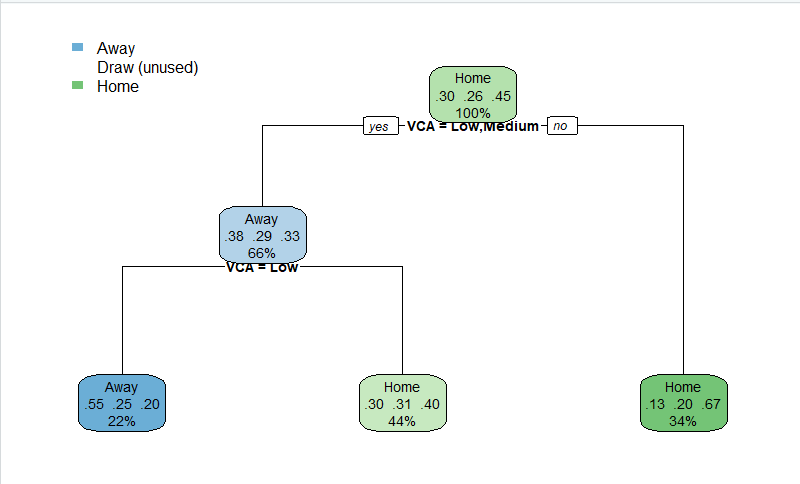 Away
Draw (unused)
Home
Home
.30 .26 .45
100%
yes VCA = Low,Medium no
Away
.38 .29 .33
66%
VCA = Low
Away
.55 .25 .20
22%
Home
.30 .31 .40
44%
Home
.13 .20 .67
34%